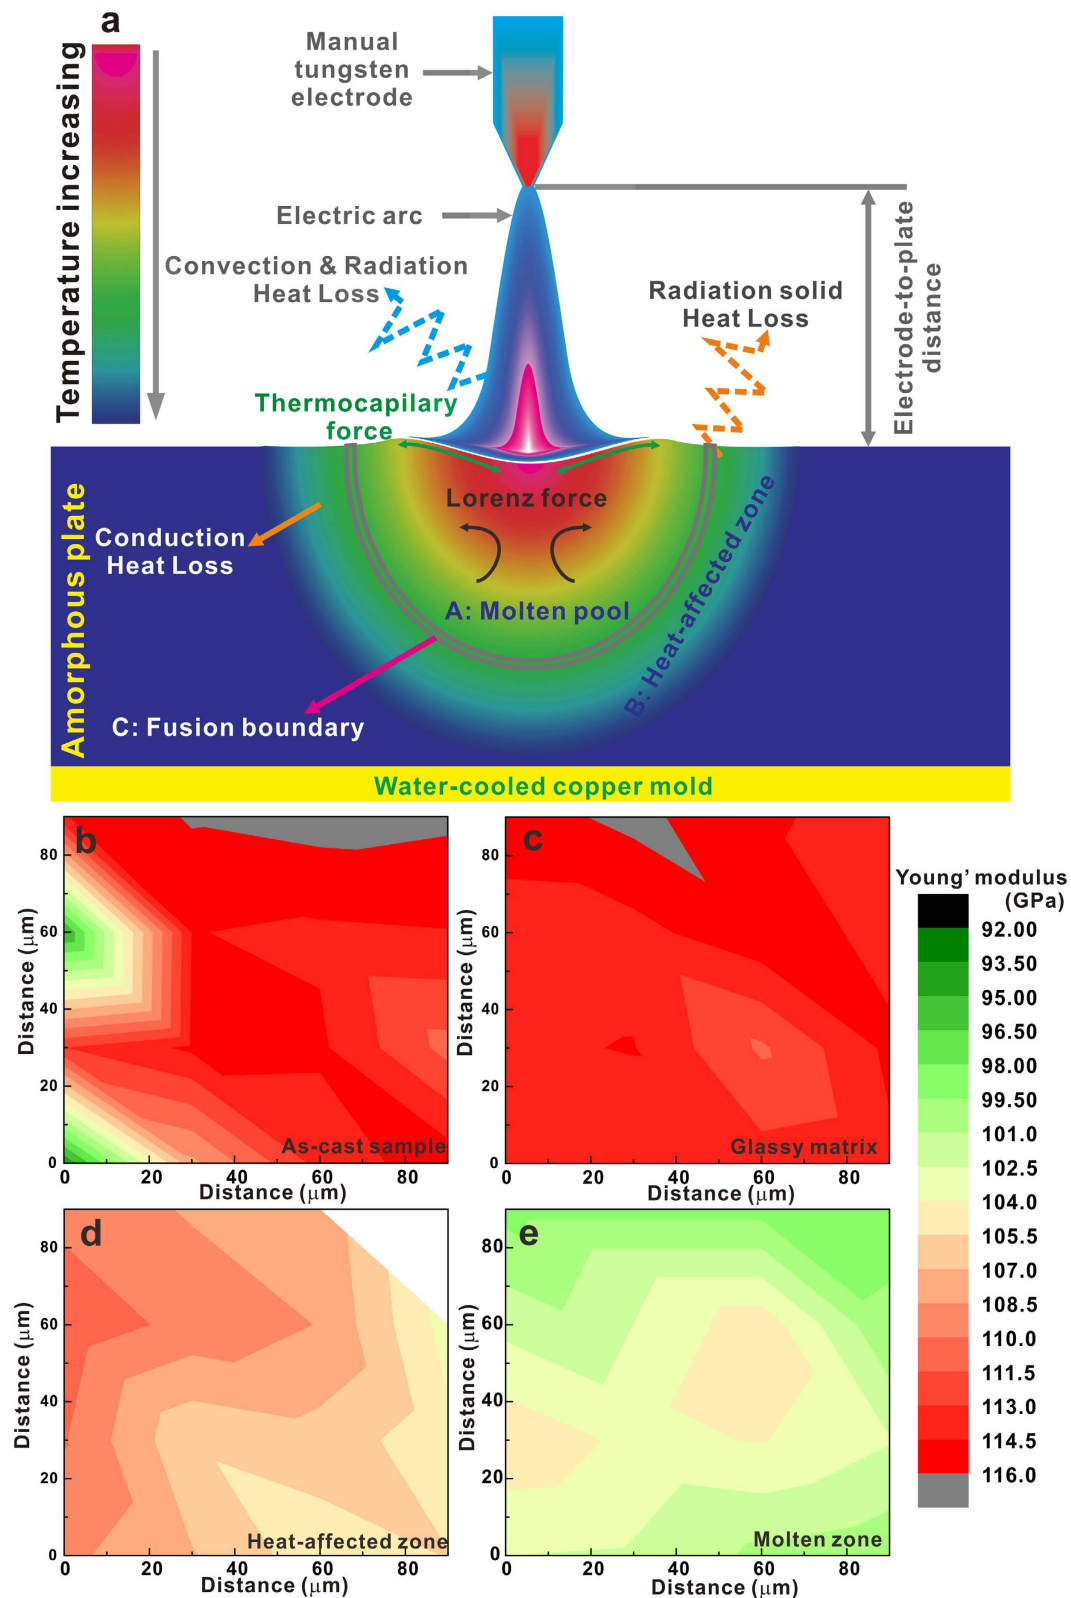 a
Temperature increasing
Manual
tungsten
electrode
Electric arc
Convection & Radiation
Heat Loss
Radiation solid
Heat Loss
Electrode-to-plate
distance
Thermocapilary
force
Lorenz force
Conduction
Heat Loss
A: Molten pool
B: Heat-affected zone
C: Fusion boundary
Amorphous plate
Water-cooled copper mold
b
Distance (μm)
80
60
40
20
0
0 20 40 60 80
Distance (μm)
As-cast sample
c
Distance (μm)
80
60
40
20
0
0 20 40 60 80
Distance (μm)
Glassy matrix
Young' modulus
(GPa)
92.00
93.50
95.00
96.50
98.00
99.50
101.0
102.5
104.0
105.5
107.0
108.5
110.0
111.5
113.0
114.5
116.0
d
Distance (μm)
80
60
40
20
0
0 20 40 60 80
Distance (μm)
Heat-affected zone
e
Distance (μm)
80
60
40
20
0
0 20 40 60 80
Distance (μm)
Molten zone